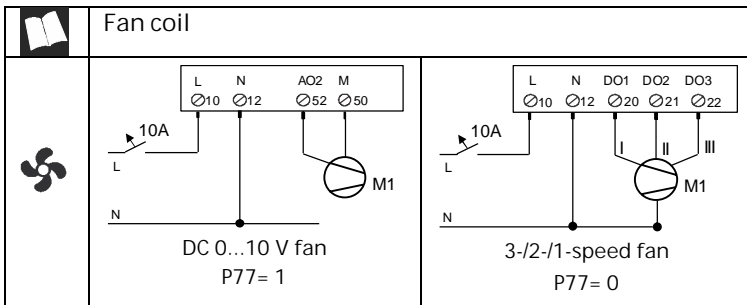 Fan coil
L N AO2 M
10 12 52 50
10A
L
M1
N
DC 0...10 V fan
P77= 1
L N DO1 DO2 DO3
10 12 20 21 22
10A
I II III
L
M1
N
3-/2-/1-speed fan
P77= 0